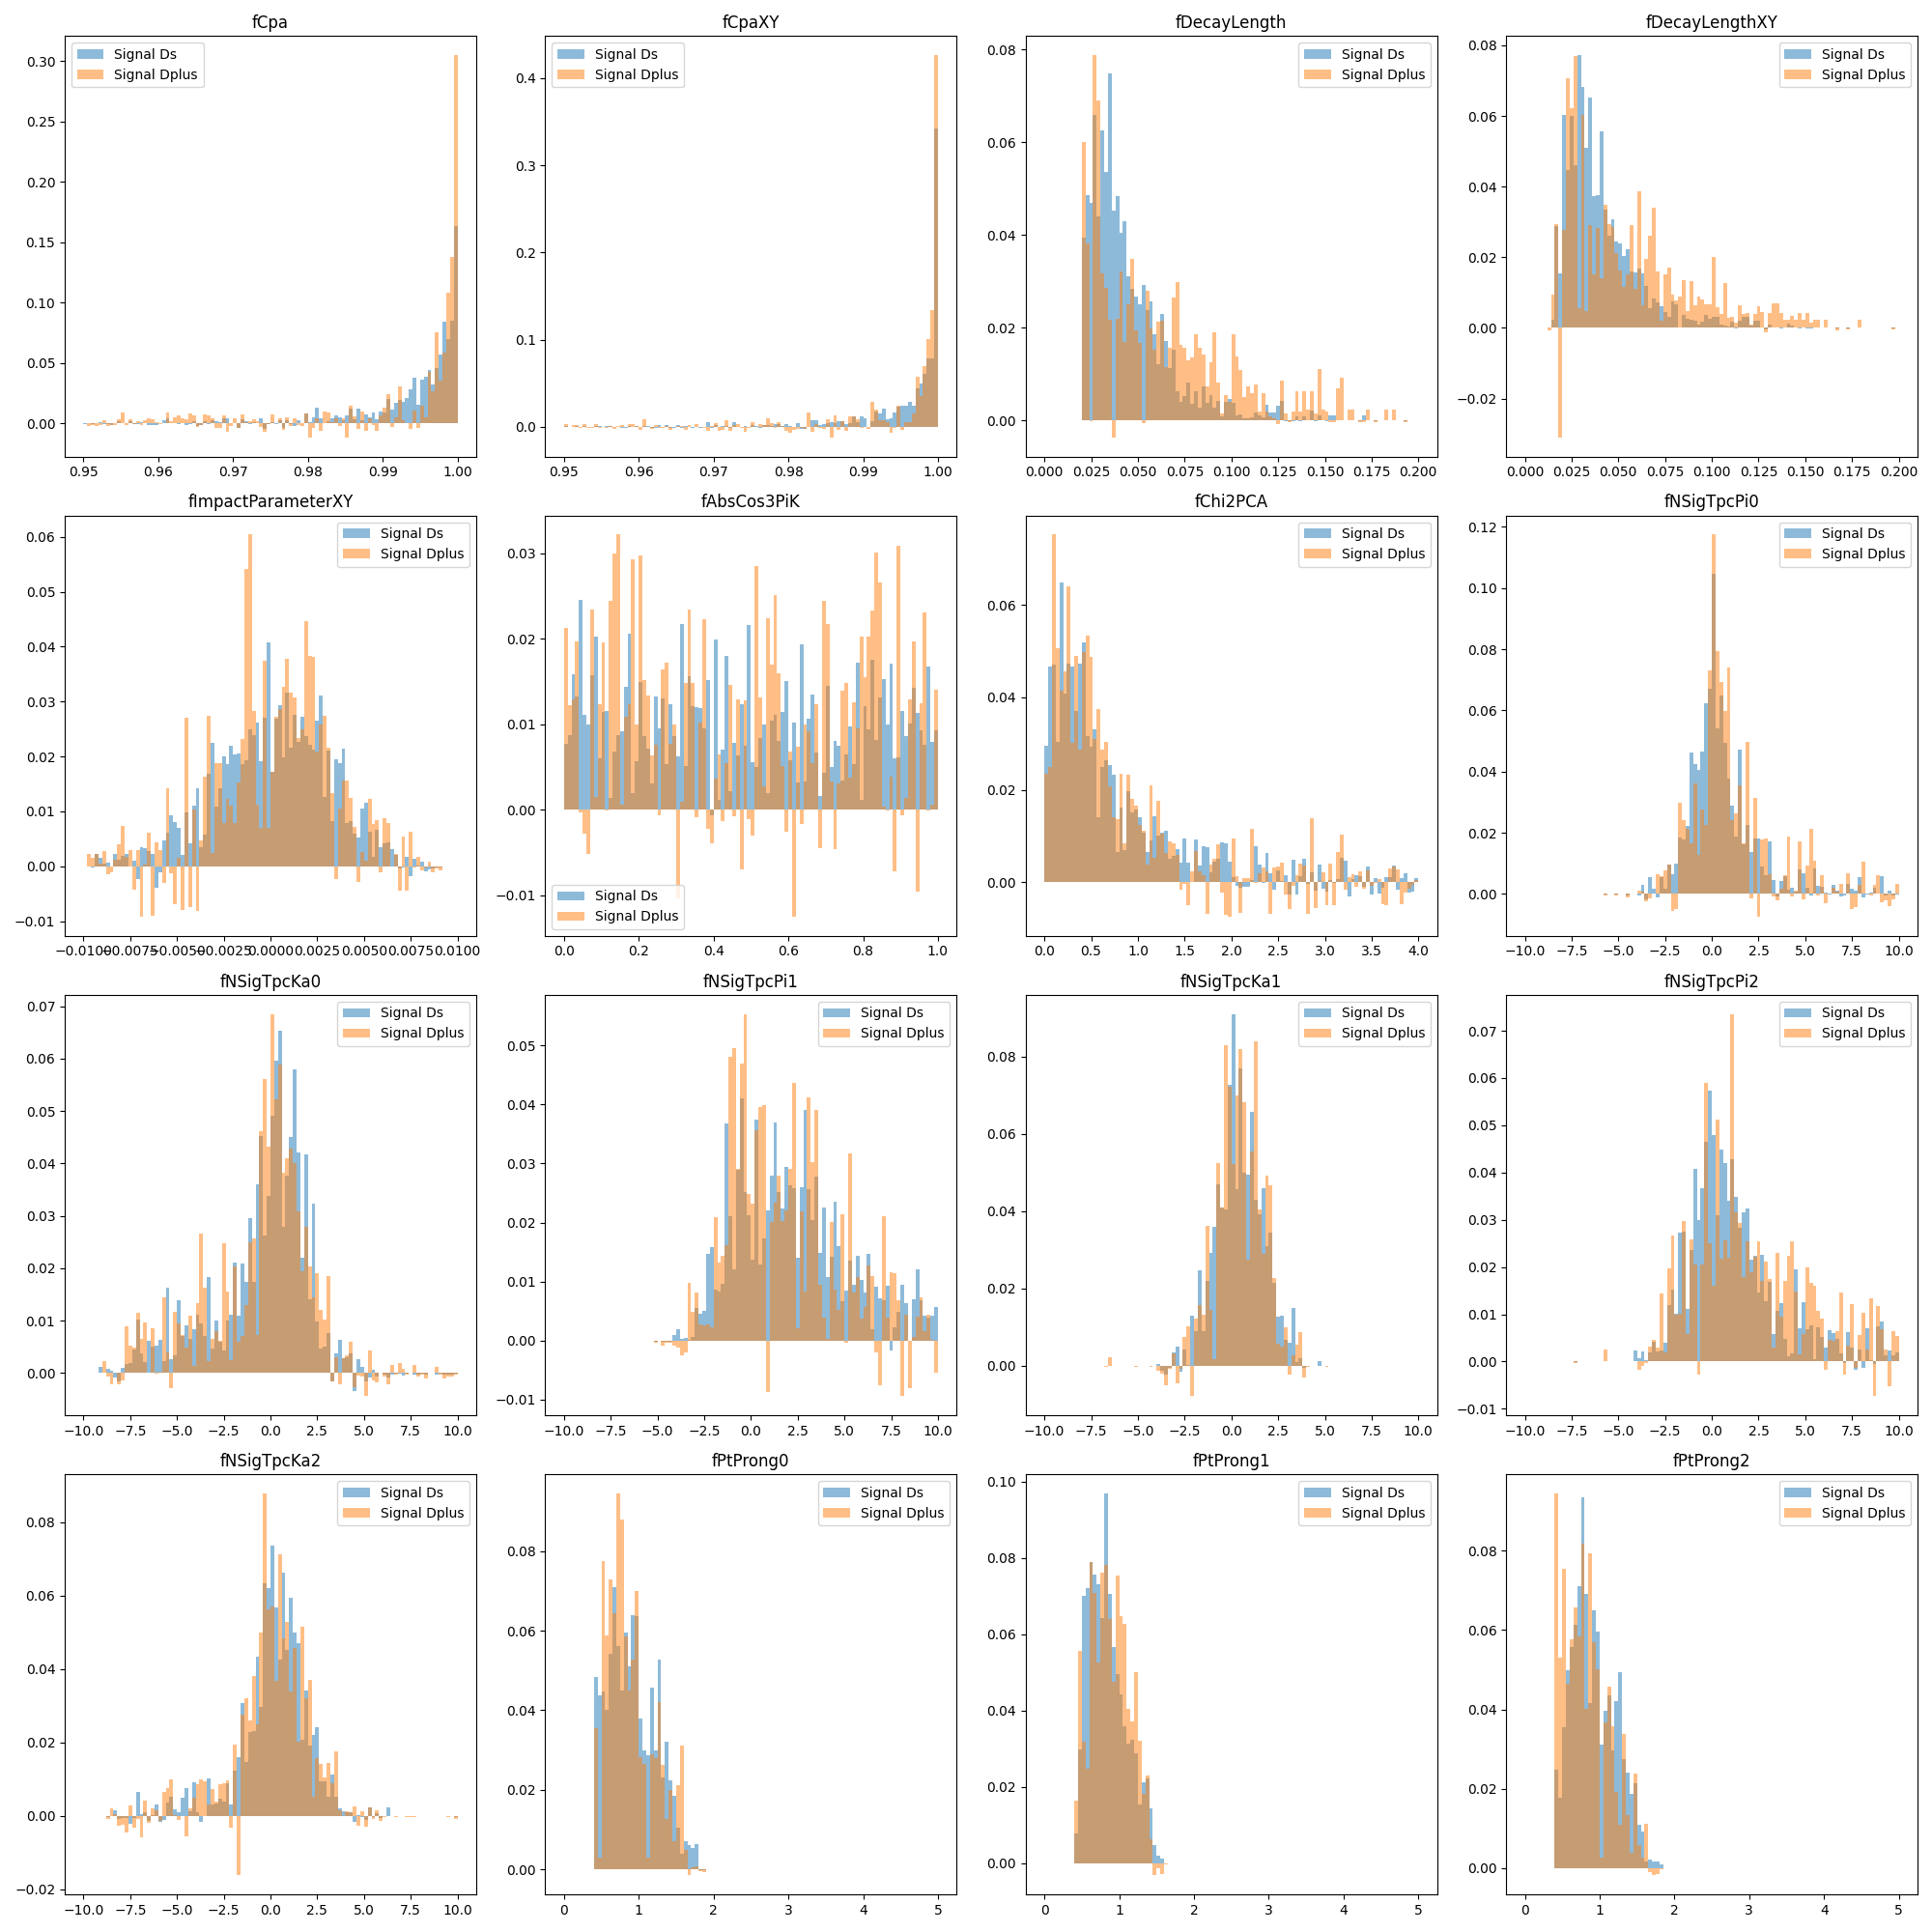 fCpa
Signal Ds
Signal Dplus
0.30
0.25
0.20
0.15
0.10
0.05
0.00
0.95 0.96 0.97 0.98 0.99 1.00
fCpaXY
Signal Ds
Signal Dplus
0.4
0.3
0.2
0.1
0.0
0.95 0.96 0.97 0.98 0.99 1.00
fDecayLength
Signal Ds
Signal Dplus
0.08
0.06
0.04
0.02
0.00
0.000 0.025 0.050 0.075 0.100 0.125 0.150 0.175 0.200
fDecayLengthXY
Signal Ds
Signal Dplus
0.08
0.06
0.04
0.02
0.00
−0.02
0.000 0.025 0.050 0.075 0.100 0.125 0.150 0.175 0.200
fImpactParameterXY
Signal Ds
Signal Dplus
0.06
0.05
0.04
0.03
0.02
0.01
0.00
−0.01
−0.0100−0.0075−0.0050−0.00250.0000 0.0025 0.0050 0.0075 0.0100
fAbsCos3PiK
0.03
0.02
0.01
0.00
−0.01
Signal Ds
Signal Dplus
0.0 0.2 0.4 0.6 0.8 1.0
fChi2PCA
Signal Ds
Signal Dplus
0.06
0.04
0.02
0.00
0.0 0.5 1.0 1.5 2.0 2.5 3.0 3.5 4.0
fNSigTpcPi0
Signal Ds
Signal Dplus
0.12
0.10
0.08
0.06
0.04
0.02
0.00
−10.0 −7.5 −5.0 −2.5 0.0 2.5 5.0 7.5 10.0
fNSigTpcKa0
Signal Ds
Signal Dplus
0.07
0.06
0.05
0.04
0.03
0.02
0.01
0.00
−10.0 −7.5 −5.0 −2.5 0.0 2.5 5.0 7.5 10.0
fNSigTpcPi1
Signal Ds
Signal Dplus
0.05
0.04
0.03
0.02
0.01
0.00
−0.01
−10.0 −7.5 −5.0 −2.5 0.0 2.5 5.0 7.5 10.0
fNSigTpcKa1
Signal Ds
Signal Dplus
0.08
0.06
0.04
0.02
0.00
−10.0 −7.5 −5.0 −2.5 0.0 2.5 5.0 7.5 10.0
fNSigTpcPi2
Signal Ds
Signal Dplus
0.07
0.06
0.05
0.04
0.03
0.02
0.01
0.00
−0.01
−10.0 −7.5 −5.0 −2.5 0.0 2.5 5.0 7.5 10.0
fNSigTpcKa2
Signal Ds
Signal Dplus
0.08
0.06
0.04
0.02
0.00
−0.02
−10.0 −7.5 −5.0 −2.5 0.0 2.5 5.0 7.5 10.0
fPtProng0
Signal Ds
Signal Dplus
0.08
0.06
0.04
0.02
0.00
0 1 2 3 4 5
fPtProng1
Signal Ds
Signal Dplus
0.10
0.08
0.06
0.04
0.02
0.00
0 1 2 3 4 5
fPtProng2
Signal Ds
Signal Dplus
0.08
0.06
0.04
0.02
0.00
0 1 2 3 4 5